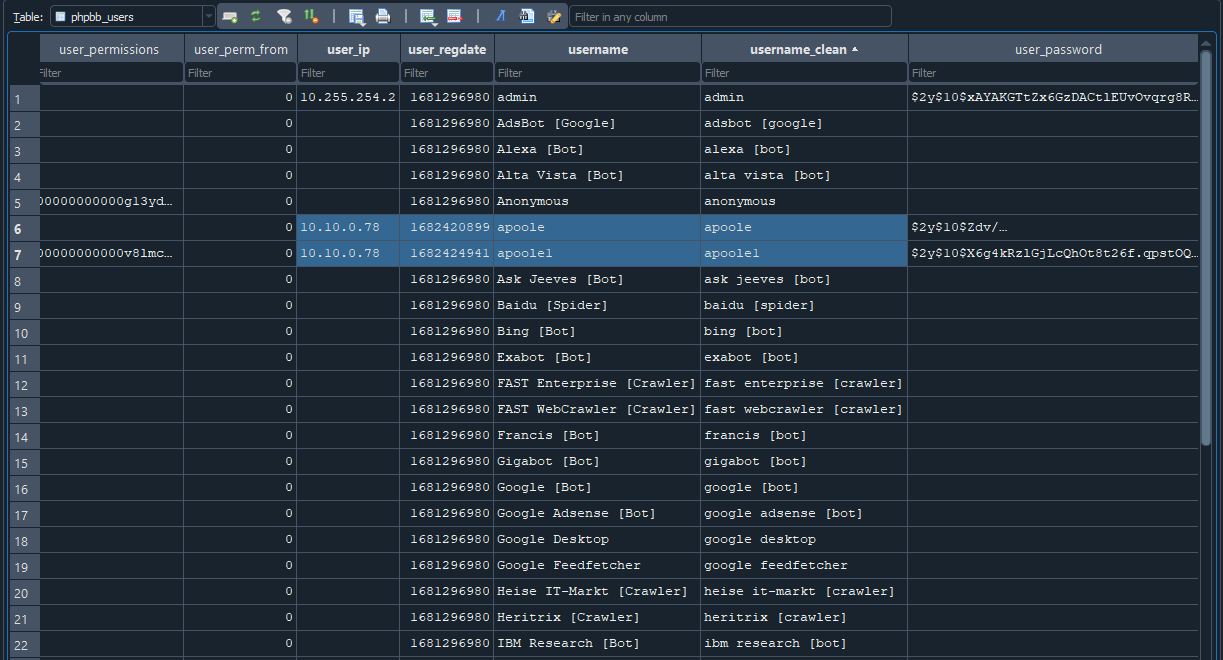 Table: phpbb_users Filter in any column
user_permissions user_perm_from user_ip user_regdate username username_clean user_password
Filter Filter Filter Filter Filter Filter Filter
1 0 10.255.254.2 1681296980 admin admin $2y$10$xAYAKGTtZx6GzDACtlEUvOvqrg8R…
2 0 1681296980 AdsBot [Google] adsbot [google]
3 0 1681296980 Alexa [Bot] alexa [bot]
4 0 1681296980 Alta Vista [Bot] alta vista [bot]
5 00000000000g13yd… 0 1681296980 Anonymous anonymous
6 0 10.10.0.78 1682420899 apoole apoole $2y$10$Zdv/…
7 00000000000v8lmc… 0 10.10.0.78 1682424941 apoole1 apoole1 $2y$10$X6g4kRzlGjLcQhOt8t26f.qpstOQ…
8 0 1681296980 Ask Jeeves [Bot] ask jeeves [bot]
9 0 1681296980 Baidu [Spider] baidu [spider]
10 0 1681296980 Bing [Bot] bing [bot]
11 0 1681296980 Exabot [Bot] exabot [bot]
12 0 1681296980 FAST Enterprise [Crawler] fast enterprise [crawler]
13 0 1681296980 FAST WebCrawler [Crawler] fast webcrawler [crawler]
14 0 1681296980 Francis [Bot] francis [bot]
15 0 1681296980 Gigabot [Bot] gigabot [bot]
16 0 1681296980 Google [Bot] google [bot]
17 0 1681296980 Google Adsense [Bot] google adsense [bot]
18 0 1681296980 Google Desktop google desktop
19 0 1681296980 Google Feedfetcher google feedfetcher
20 0 1681296980 Heise IT-Markt [Crawler] heise it-markt [crawler]
21 0 1681296980 Heritrix [Crawler] heritrix [crawler]
22 0 1681296980 IBM Research [Bot] ibm research [bot]